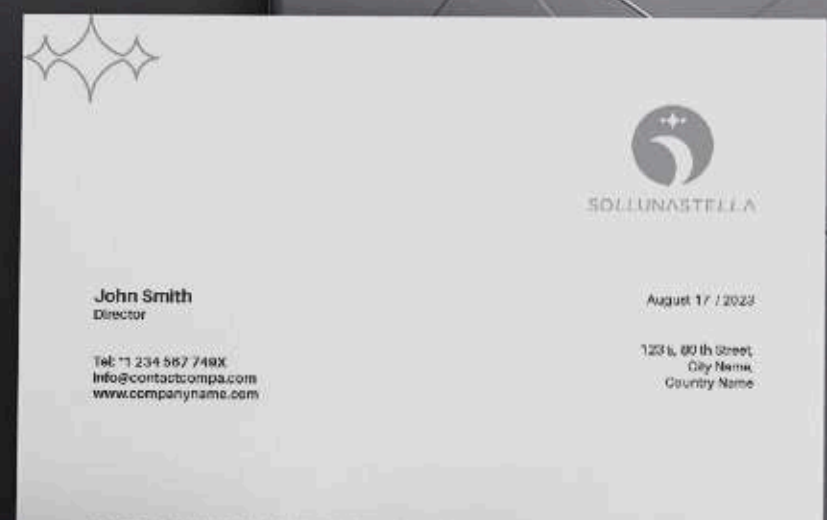 SOLLUNASTELLA
John Smith
Director
August 17 / 2023
Tel: +1 234 567 749X
info@contactcompa.com
www.companyname.com
80 th Street,
City Name,
Country Name